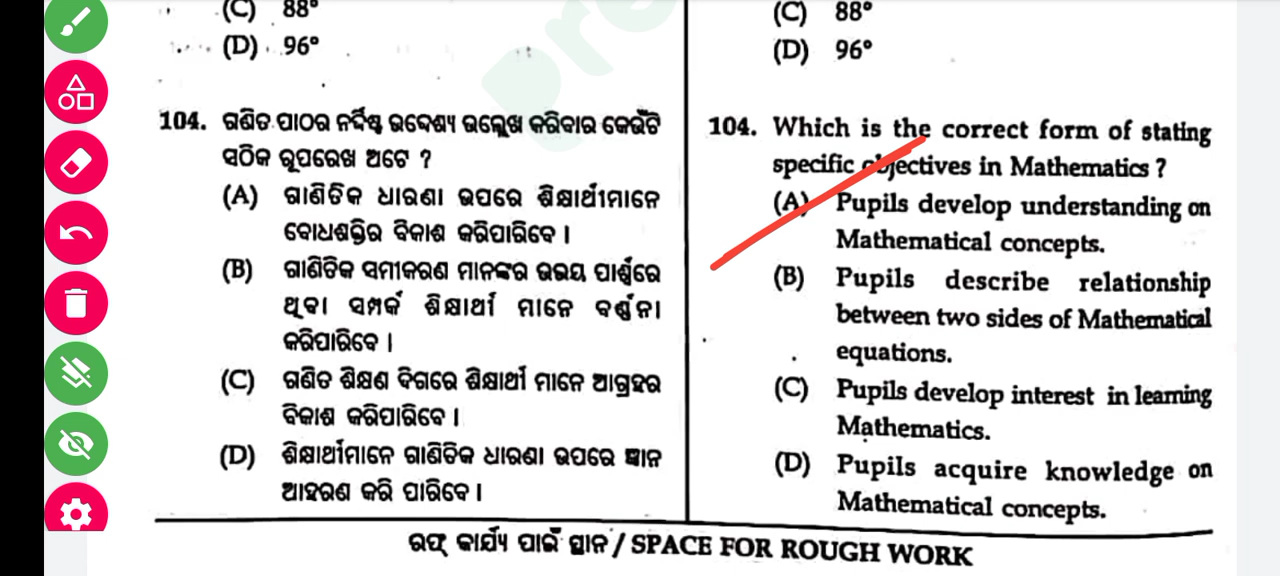 (C) 88°
(D) 96°
104. ଗଣିତ ପାଠର ନିର୍ଦ୍ଦିଷ୍ଟ ଉଦ୍ଦେଶ୍ୟ ଉଲ୍ଲେଖ କରିବାର କେଉଁଟି
ସଠିକ ରୂପରେଖ ଅଟେ ?
(A) ଗାଣିତିକ ଧାରଣା ଉପରେ ଶିକ୍ଷାର୍ଥୀମାନେ
ବୋଧଶକ୍ତିର ବିକାଶ କରିପାରିବେ ।
(B) ଗାଣିତିକ ସମୀକରଣ ମାନଙ୍କର ଉଭୟ ପାର୍ଶ୍ୱରେ
ଥିବା ସମ୍ପର୍କ ଶିକ୍ଷାର୍ଥୀ ମାନେ ବର୍ଣ୍ଣନା
କରିପାରିବେ ।
(C) ଗଣିତ ଶିକ୍ଷଣ ଦିଗରେ ଶିକ୍ଷାର୍ଥୀ ମାନେ ଆଗ୍ରହର
ବିକାଶ କରିପାରିବେ ।
(D) ଶିକ୍ଷାର୍ଥୀମାନେ ଗାଣିତିକ ଧାରଣା ଉପରେ ଜ୍ଞାନ
ଆହରଣ କରି ପାରିବେ ।
(C) 88°
(D) 96°
104. Which is the correct form of stating
specific objectives in Mathematics ?
(A) Pupils develop understanding on
Mathematical concepts.
(B) Pupils describe relationship
between two sides of Mathematical
equations.
(C) Pupils develop interest in learning
Mathematics.
(D) Pupils acquire knowledge on
Mathematical concepts.
ରଫ୍ କାର୍ଯ୍ୟ ପାଇଁ ସ୍ଥାନ / SPACE FOR ROUGH WORK